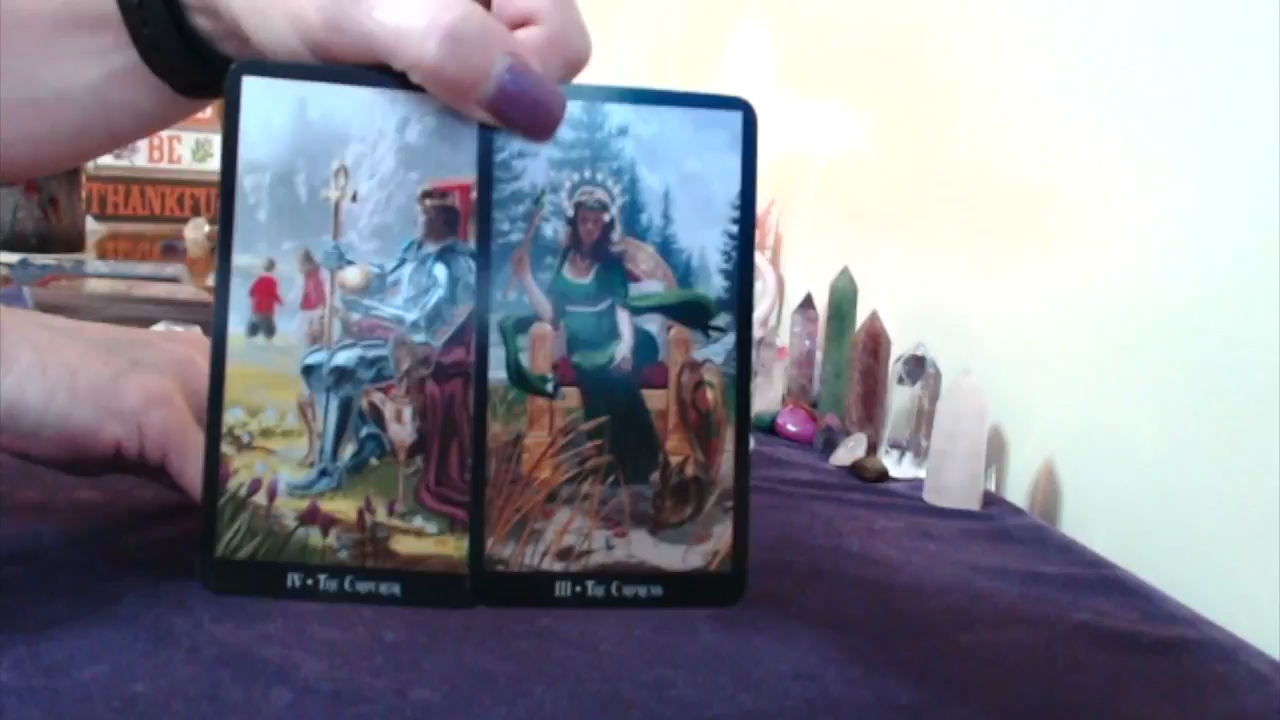 BE
THANKFU
IV • THE EMPEROR
III • THE EMPRESS